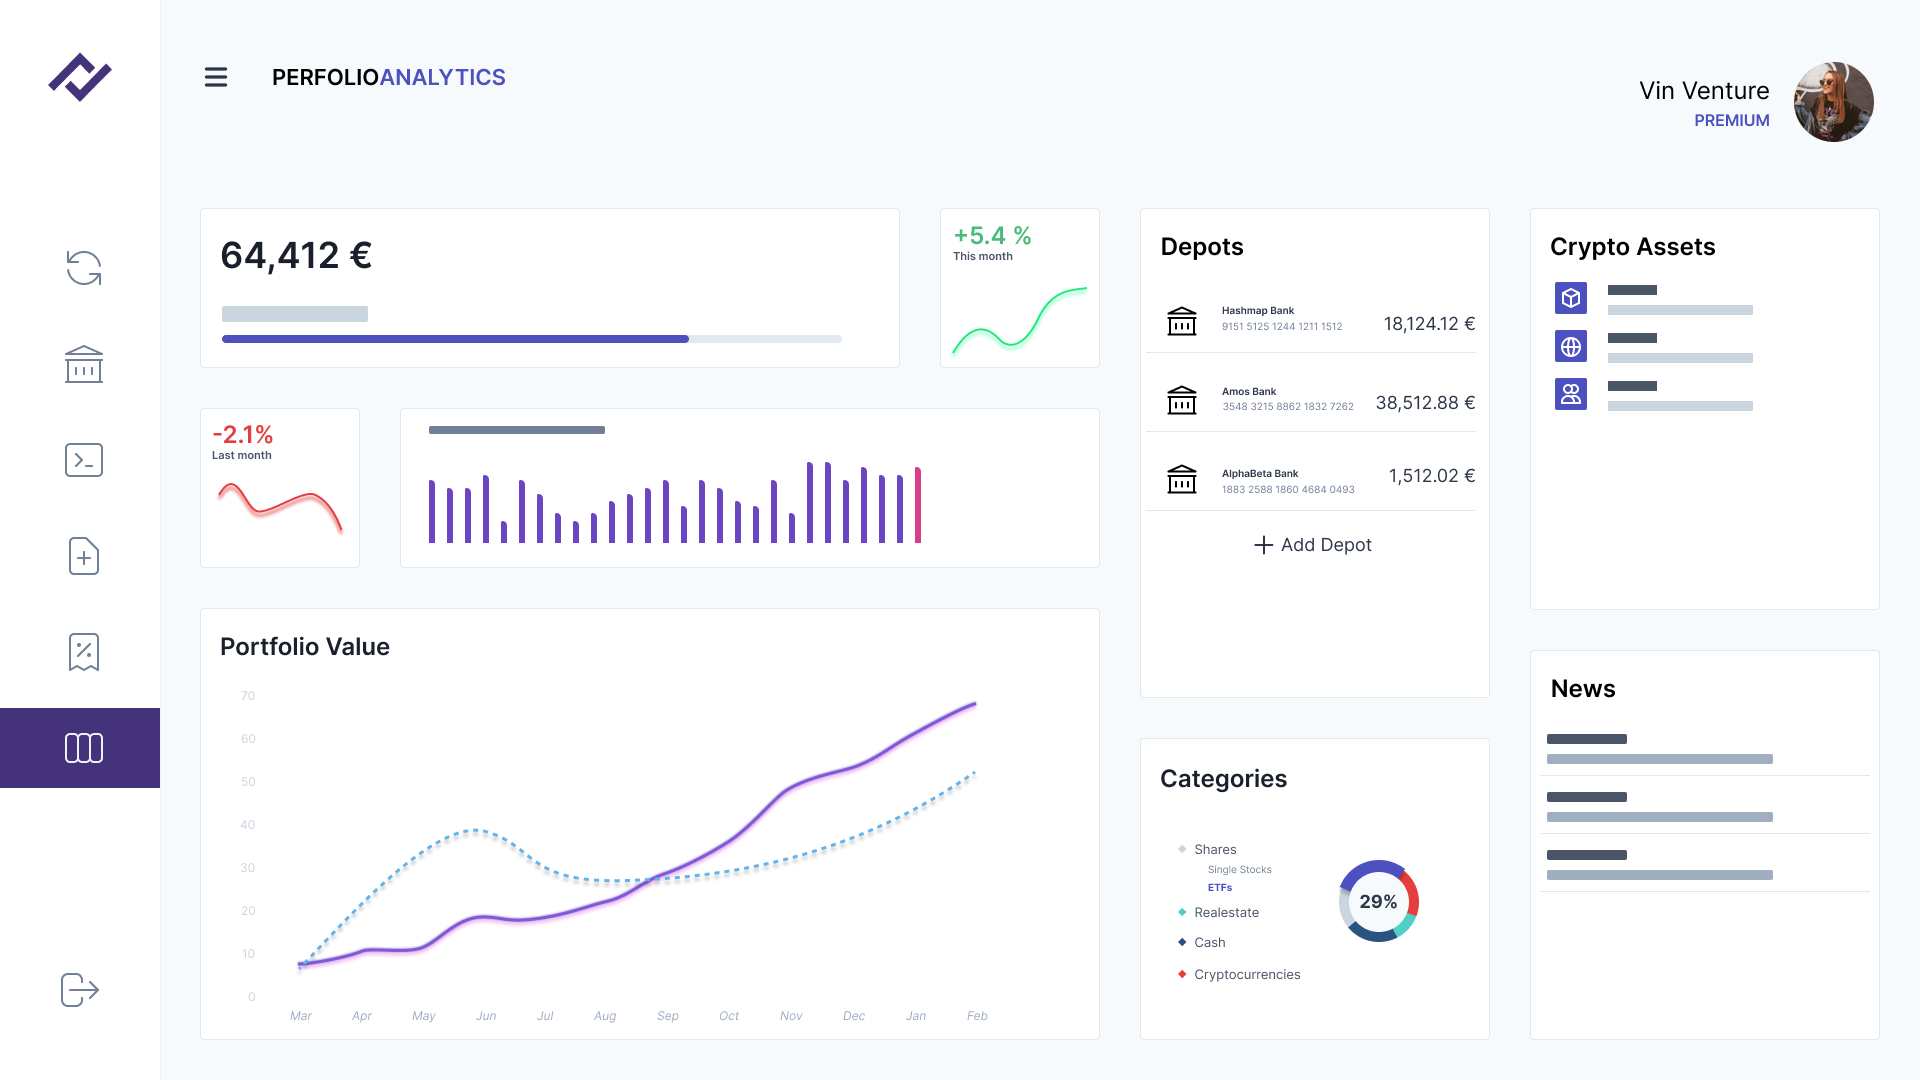 PERFOLIOANALYTICS
Vin Venture
PREMIUM
64,412 €
+5.4 %
This month
-2.1%
Last month
Portfolio Value
70
60
50
40
30
20
10
0
Mar Apr May Jun Jul Aug Sep Oct Nov Dec Jan Feb
Depots
Hashmap Bank
9151 5125 1244 1211 1512
18,124.12 €
Amos Bank
3548 3215 8862 1832 7262
38,512.88 €
AlphaBeta Bank
1883 2588 1860 4684 0493
1,512.02 €
Add Depot
Categories
Shares
Single Stocks
ETFs
Realestate
Cash
Cryptocurrencies
29%
Crypto Assets
News